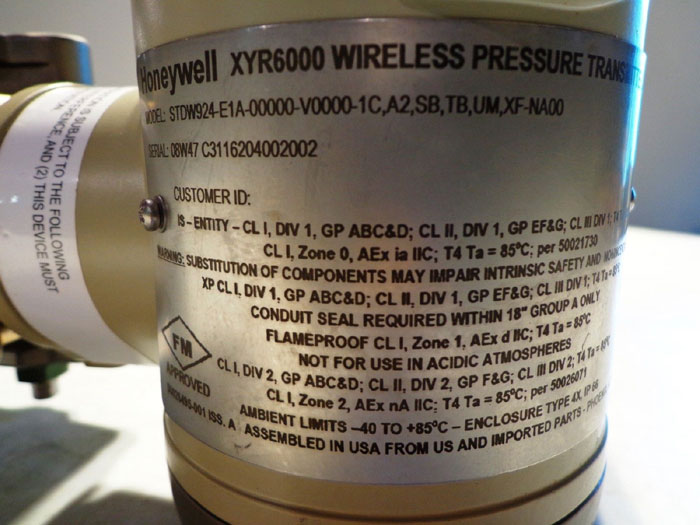 Honeywell XYR6000 WIRELESS PRESSURE
MODEL: STDW924-E1A-00000-V0000-1C,A2,SB,TB,UM,XF-NA00
SERIAL: 08W47 C3116204002002
CUSTOMER ID:
IS – ENTITY – CL I, DIV 1, GP ABC&D; CL II, DIV 1, GP EF&G; CL III DIV 1;
CL I, Zone 0, AEx ia IIC; T4 Ta = 85ºC; per 50021730
WARNING: SUBSTITUTION OF COMPONENTS MAY IMPAIR INTRINSIC SAFETY AND
XP CL I, DIV 1, GP ABC&D; CL II, DIV 1, GP EF&G; CL III DIV 1; T4 Ta =
CONDUIT SEAL REQUIRED WITHIN 18" GROUP A ONLY
FLAMEPROOF CL I, Zone 1, AEx d IIC; T4 Ta = 85ºC
NOT FOR USE IN ACIDIC ATMOSPHERES
CL I, DIV 2, GP ABC&D; CL II, DIV 2, GP F&G; CL III DIV 2; T4 Ta =
CL I, Zone 2, AEx nA IIC; T4 Ta = 85ºC; per 50026071
AMBIENT LIMITS –40 TO +85ºC – ENCLOSURE TYPE 4X, IP 66
ASSEMBLED IN USA FROM US AND IMPORTED PARTS -
FM
APPROVED
ISS. A
IS SUBJECT TO THE FOLLOWING
AND (2) THIS DEVICE MUST